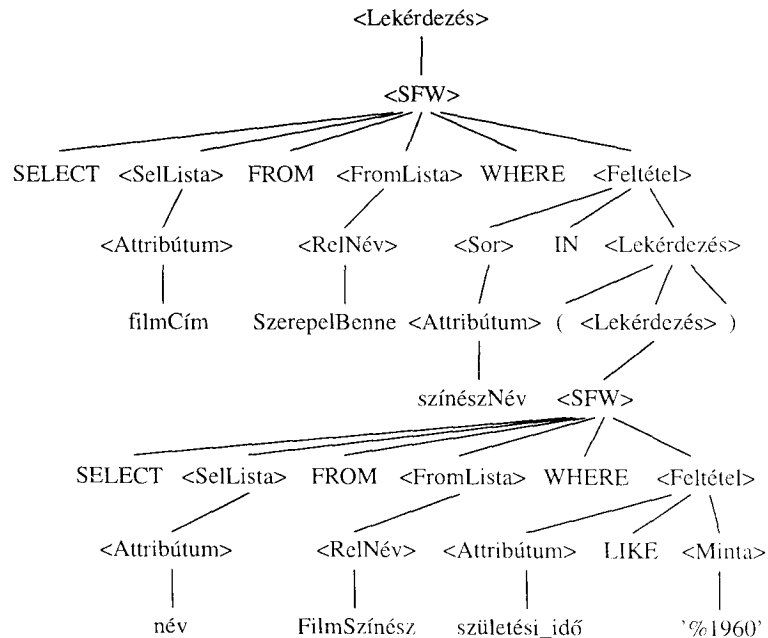 <Lekérdezés>
<SFW>
SELECT <SelLista> FROM <FromLista> WHERE <Feltétel>
<Attribútum> <RelNév> <Sor> IN <Lekérdezés>
filmCím SzerepelBenne <Attribútum> ( <Lekérdezés> )
színészNév <SFW>
SELECT <SelLista> FROM <FromLista> WHERE <Feltétel>
<Attribútum> <RelNév> <Attribútum> LIKE <Minta>
név FilmSzínész születési_idő '%1960'